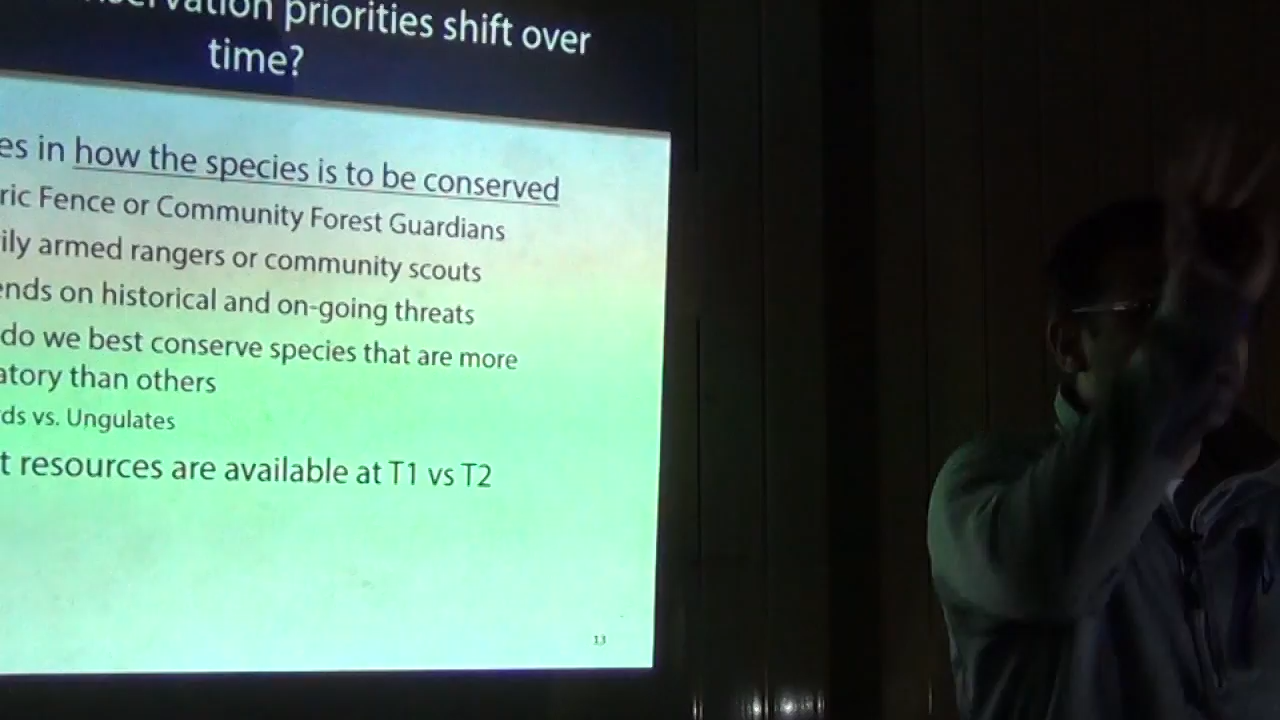 priorities shift over
time?
es in how the species is to be conserved
ric Fence or Community Forest Guardians
ily armed rangers or community scouts
ends on historical and on-going threats
do we best conserve species that are more
atory than others
ds vs. Ungulates
t resources are available at T1 vs T2
13